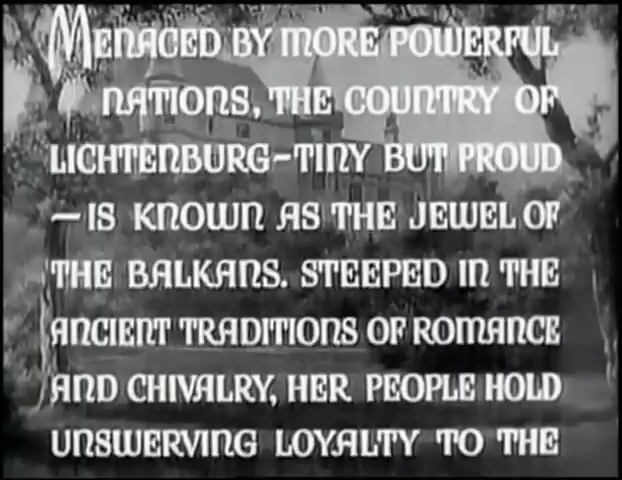 MENACED BY MORE POWERFUL
NATIONS, THE COUNTRY OF
LICHTENBURG-TINY BUT PROUD
—IS KNOWN AS THE JEWEL OF
THE BALKANS. STEEPED IN THE
ANCIENT TRADITIONS OF ROMANCE
AND CHIVALRY, HER PEOPLE HOLD
UNSWERVING LOYALTY TO THE